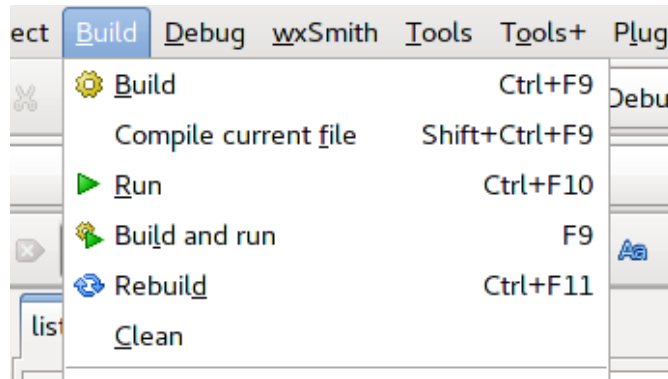 ect Build Debug wxSmith Tools Tools+ Plug
Build Ctrl+F9
Debu
Compile current file Shift+Ctrl+F9
Run Ctrl+F10
Build and run F9
Aa
Rebuild Ctrl+F11
list
Clean